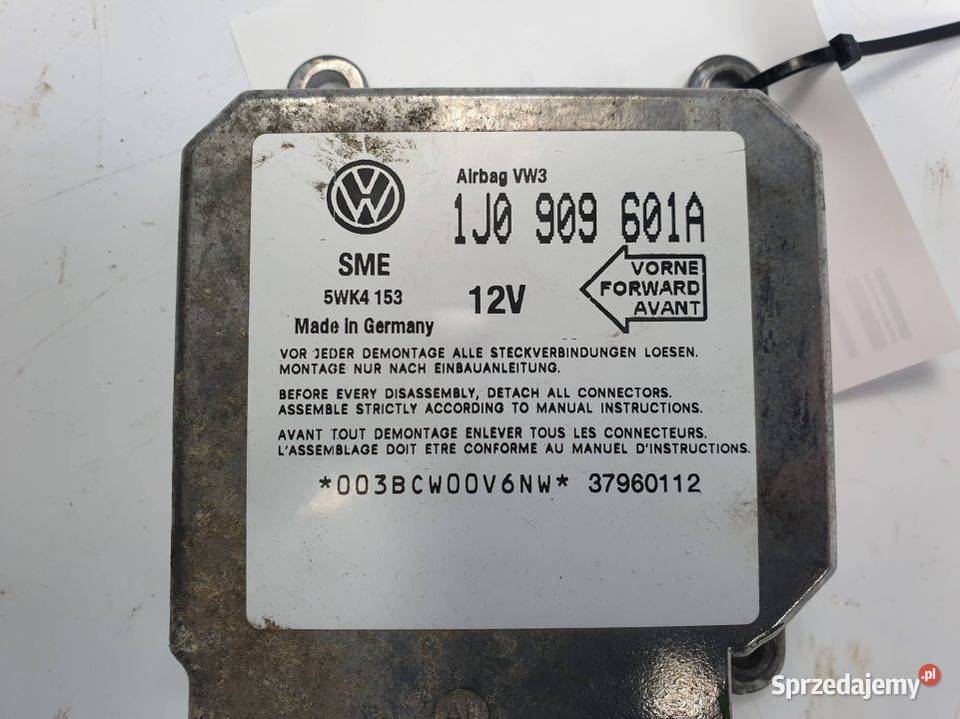 Airbag VW3
1J0 909 601A
SME
5WK4 153
12V
VORNE
FORWARD
AVANT
Made in Germany
VOR JEDER DEMONTAGE ALLE STECKVERBINDUNGEN LOESEN.
MONTAGE NUR NACH EINBAUANLEITUNG.
BEFORE EVERY DISASSEMBLY, DETACH ALL CONNECTORS.
ASSEMBLE STRICTLY ACCORDING TO MANUAL INSTRUCTIONS.
AVANT TOUT DEMONTAGE ENLEVER TOUS LES CONNECTEURS.
L'ASSEMBLAGE DOIT ETRE CONFORME AU MANUEL D'INSTRUCTIONS.
*003BCW00V6NW* 37960112
Sprzedajemy.pl